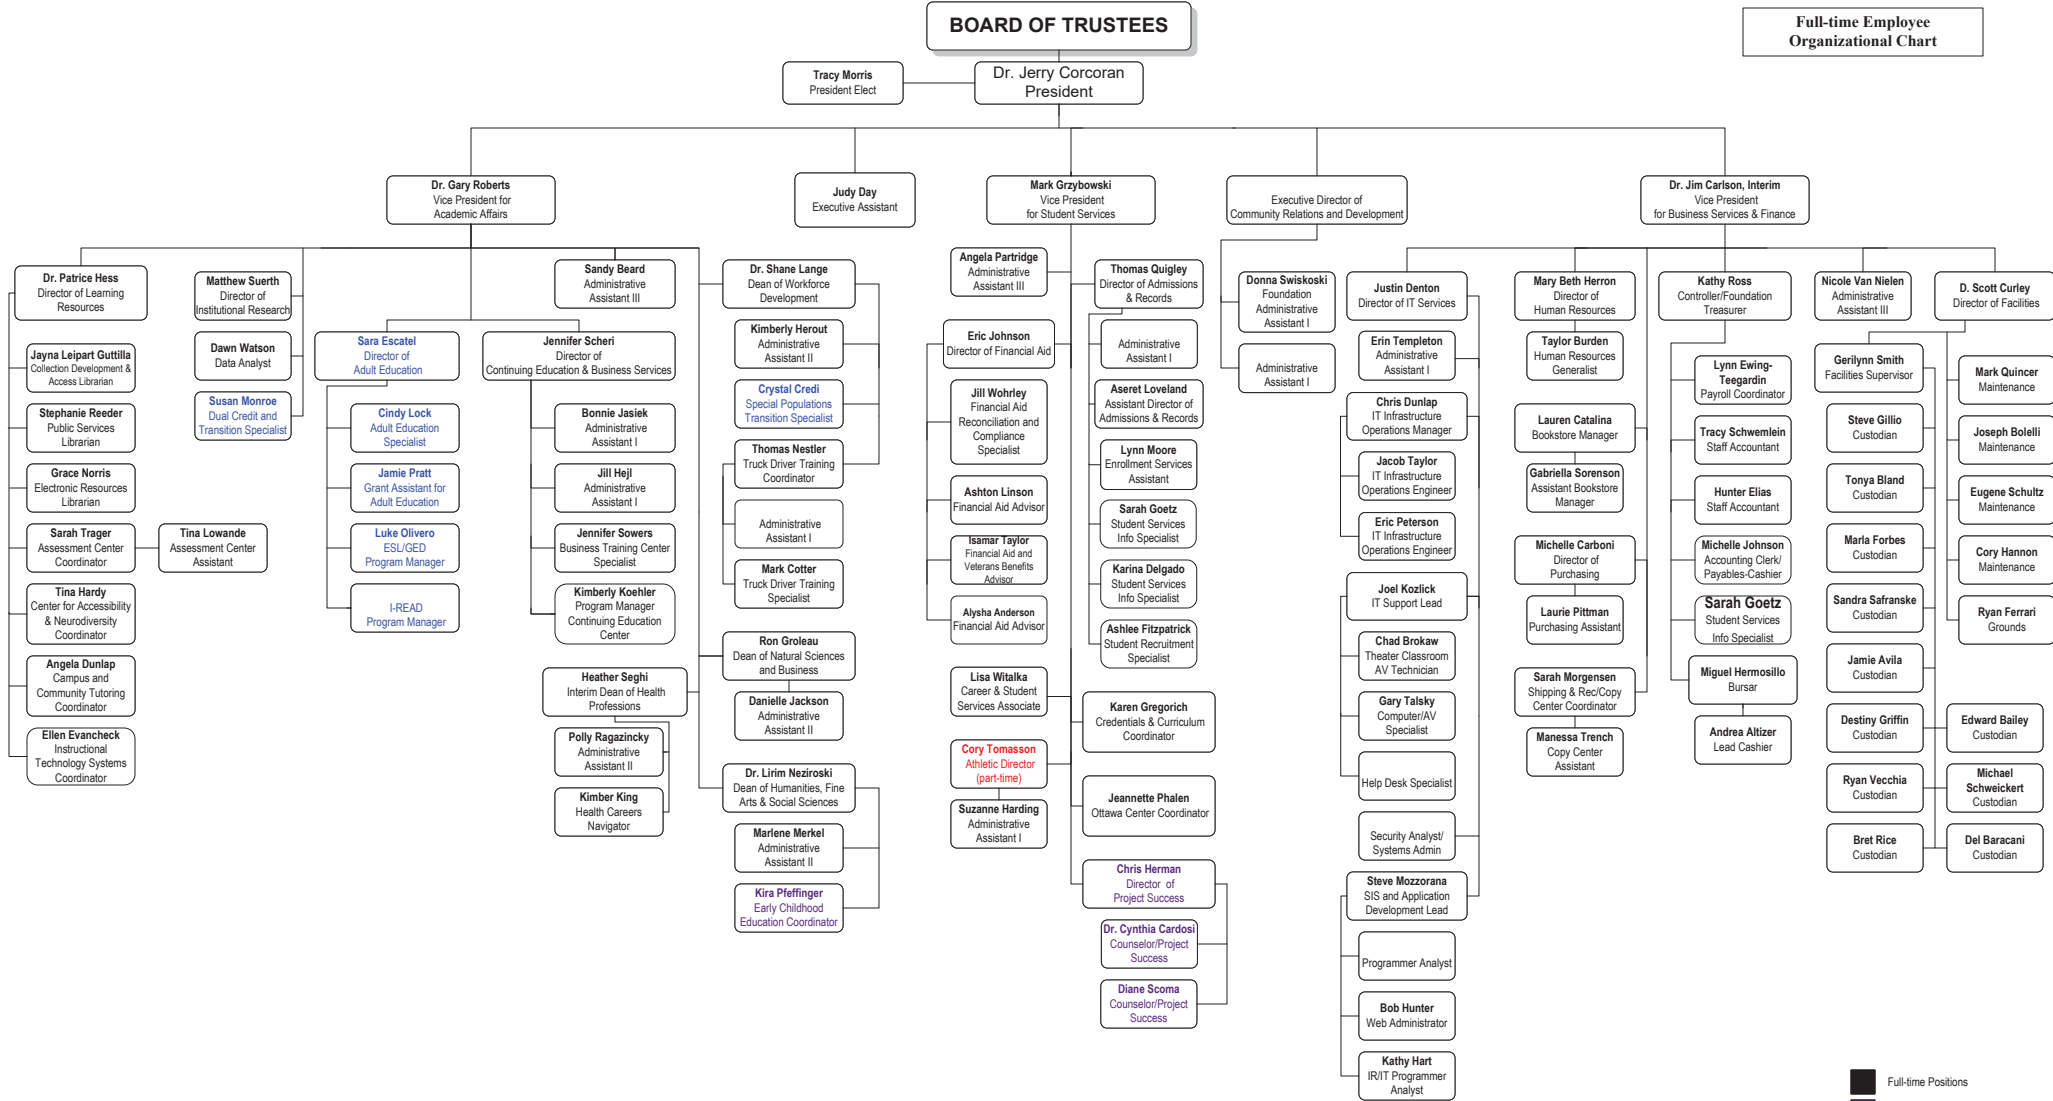 BOARD OF TRUSTEES
Full-time Employee
Organizational Chart
Tracy Morris
President Elect
Dr. Jerry Corcoran
President
Dr. Gary Roberts
Vice President for
Academic Affairs
Judy Day
Executive Assistant
Mark Grzybowski
Vice President
for Student Services
Executive Director of
Community Relations and Development
Dr. Jim Carlson, Interim
Vice President
for Business Services & Finance
Dr. Patrice Hess
Director of Learning
Resources
Jayna Leipart Guttilla
Collection Development &
Access Librarian
Stephanie Reeder
Public Services
Librarian
Grace Norris
Electronic Resources
Librarian
Sarah Trager
Assessment Center
Coordinator
Tina Lowande
Assessment Center
Assistant
Tina Hardy
Center for Accessibility
& Neurodiversity
Coordinator
Angela Dunlap
Campus and
Community Tutoring
Coordinator
Ellen Evancheck
Instructional
Technology Systems
Coordinator
Matthew Suerth
Director of
Institutional Research
Dawn Watson
Data Analyst
Susan Monroe
Dual Credit and
Transition Specialist
Sara Escatel
Director of
Adult Education
Cindy Lock
Adult Education
Specialist
Jamie Pratt
Grant Assistant for
Adult Education
Luke Olivero
ESL/GED
Program Manager
I-READ
Program Manager
Sandy Beard
Administrative
Assistant III
Jennifer Scheri
Director of
Continuing Education & Business Services
Bonnie Jasiek
Administrative
Assistant I
Jill Hejl
Administrative
Assistant I
Jennifer Sowers
Business Training Center
Specialist
Kimberly Koehler
Program Manager
Continuing Education
Center
Heather Seghi
Interim Dean of Health
Professions
Polly Ragazincky
Administrative
Assistant II
Kimber King
Health Careers
Navigator
Dr. Shane Lange
Dean of Workforce
Development
Kimberly Herout
Administrative
Assistant II
Crystal Credi
Special Populations
Transition Specialist
Thomas Nestler
Truck Driver Training
Coordinator
Administrative
Assistant I
Mark Cotter
Truck Driver Training
Specialist
Ron Groleau
Dean of Natural Sciences
and Business
Danielle Jackson
Administrative
Assistant II
Dr. Lirim Neziroski
Dean of Humanities, Fine
Arts & Social Sciences
Marlene Merkel
Administrative
Assistant II
Kira Pfeffinger
Early Childhood
Education Coordinator
Angela Partridge
Administrative
Assistant III
Eric Johnson
Director of Financial Aid
Jill Wohrley
Financial Aid
Reconciliation and
Compliance
Specialist
Ashton Linson
Financial Aid Advisor
Isamar Taylor
Financial Aid and
Veterans Benefits
Advisor
Alysha Anderson
Financial Aid Advisor
Lisa Witalka
Career & Student
Services Associate
Cory Tomasson
Athletic Director
(part-time)
Suzanne Harding
Administrative
Assistant I
Thomas Quigley
Director of Admissions
& Records
Administrative
Assistant I
Aseret Loveland
Assistant Director of
Admissions & Records
Lynn Moore
Enrollment Services
Assistant
Sarah Goetz
Student Services
Info Specialist
Karina Delgado
Student Services
Info Specialist
Ashlee Fitzpatrick
Student Recruitment
Specialist
Karen Gregorich
Credentials & Curriculum
Coordinator
Jeannette Phalen
Ottawa Center Coordinator
Chris Herman
Director of
Project Success
Dr. Cynthia Cardosi
Counselor/Project
Success
Diane Scoma
Counselor/Project
Success
Donna Swiskoski
Foundation
Administrative
Assistant I
Administrative
Assistant I
Justin Denton
Director of IT Services
Erin Templeton
Administrative
Assistant I
Chris Dunlap
IT Infrastructure
Operations Manager
Jacob Taylor
IT Infrastructure
Operations Engineer
Eric Peterson
IT Infrastructure
Operations Engineer
Joel Kozlick
IT Support Lead
Chad Brokaw
Theater Classroom
AV Technician
Gary Talsky
Computer/AV
Specialist
Help Desk Specialist
Security Analyst/
Systems Admin
Steve Mozzorana
SIS and Application
Development Lead
Programmer Analyst
Bob Hunter
Web Administrator
Kathy Hart
IR/IT Programmer
Analyst
Mary Beth Herron
Director of
Human Resources
Taylor Burden
Human Resources
Generalist
Lauren Catalina
Bookstore Manager
Gabriella Sorenson
Assistant Bookstore
Manager
Michelle Carboni
Director of
Purchasing
Laurie Pittman
Purchasing Assistant
Sarah Morgensen
Shipping & Rec/Copy
Center Coordinator
Manessa Trench
Copy Center
Assistant
Kathy Ross
Controller/Foundation
Treasurer
Lynn Ewing-
Teegardin
Payroll Coordinator
Tracy Schwemlein
Staff Accountant
Hunter Elias
Staff Accountant
Michelle Johnson
Accounting Clerk/
Payables-Cashier
Sarah Goetz
Student Services
Info Specialist
Miguel Hermosillo
Bursar
Andrea Altizer
Lead Cashier
Nicole Van Nielen
Administrative
Assistant III
D. Scott Curley
Director of Facilities
Gerilynn Smith
Facilities Supervisor
Steve Gillio
Custodian
Tonya Bland
Custodian
Marla Forbes
Custodian
Sandra Safranske
Custodian
Jamie Avila
Custodian
Destiny Griffin
Custodian
Ryan Vecchia
Custodian
Bret Rice
Custodian
Mark Quincer
Maintenance
Joseph Bolelli
Maintenance
Eugene Schultz
Maintenance
Cory Hannon
Maintenance
Ryan Ferrari
Grounds
Edward Bailey
Custodian
Michael
Schweickert
Custodian
Del Baracani
Custodian
Full-time Positions